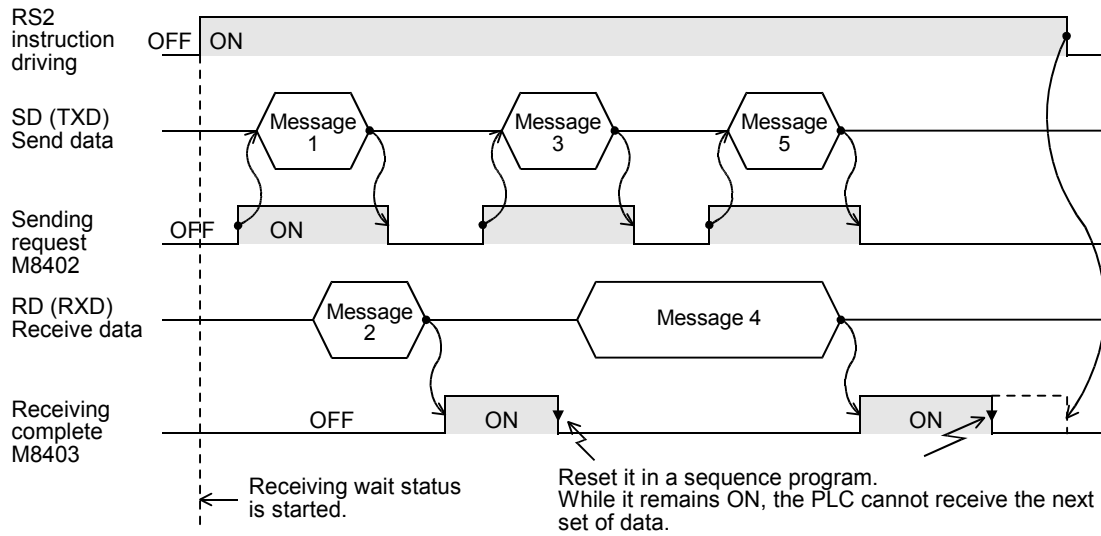 RS2
instruction
driving
OFF ON
SD (TXD)
Send data
Message
1
Message
3
Message
5
Sending
request
M8402
OFF ON
RD (RXD)
Receive data
Message
2
Message 4
Receiving
complete
M8403
OFF ON ON
Receiving wait status
is started.
Reset it in a sequence program.
While it remains ON, the PLC cannot receive the next
set of data.